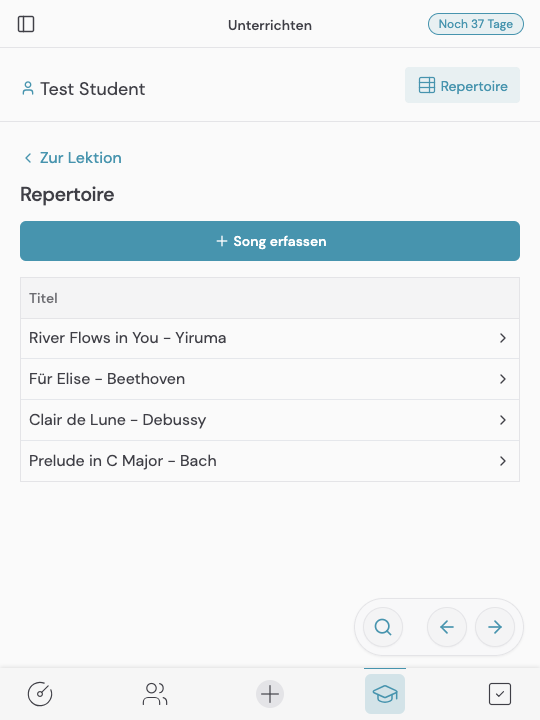 Unterrichten
Noch 37 Tage
Test Student
Repertoire
Zur Lektion
Repertoire
Song erfassen
Titel
River Flows in You – Yiruma
Für Elise – Beethoven
Clair de Lune – Debussy
Prelude in C Major – Bach